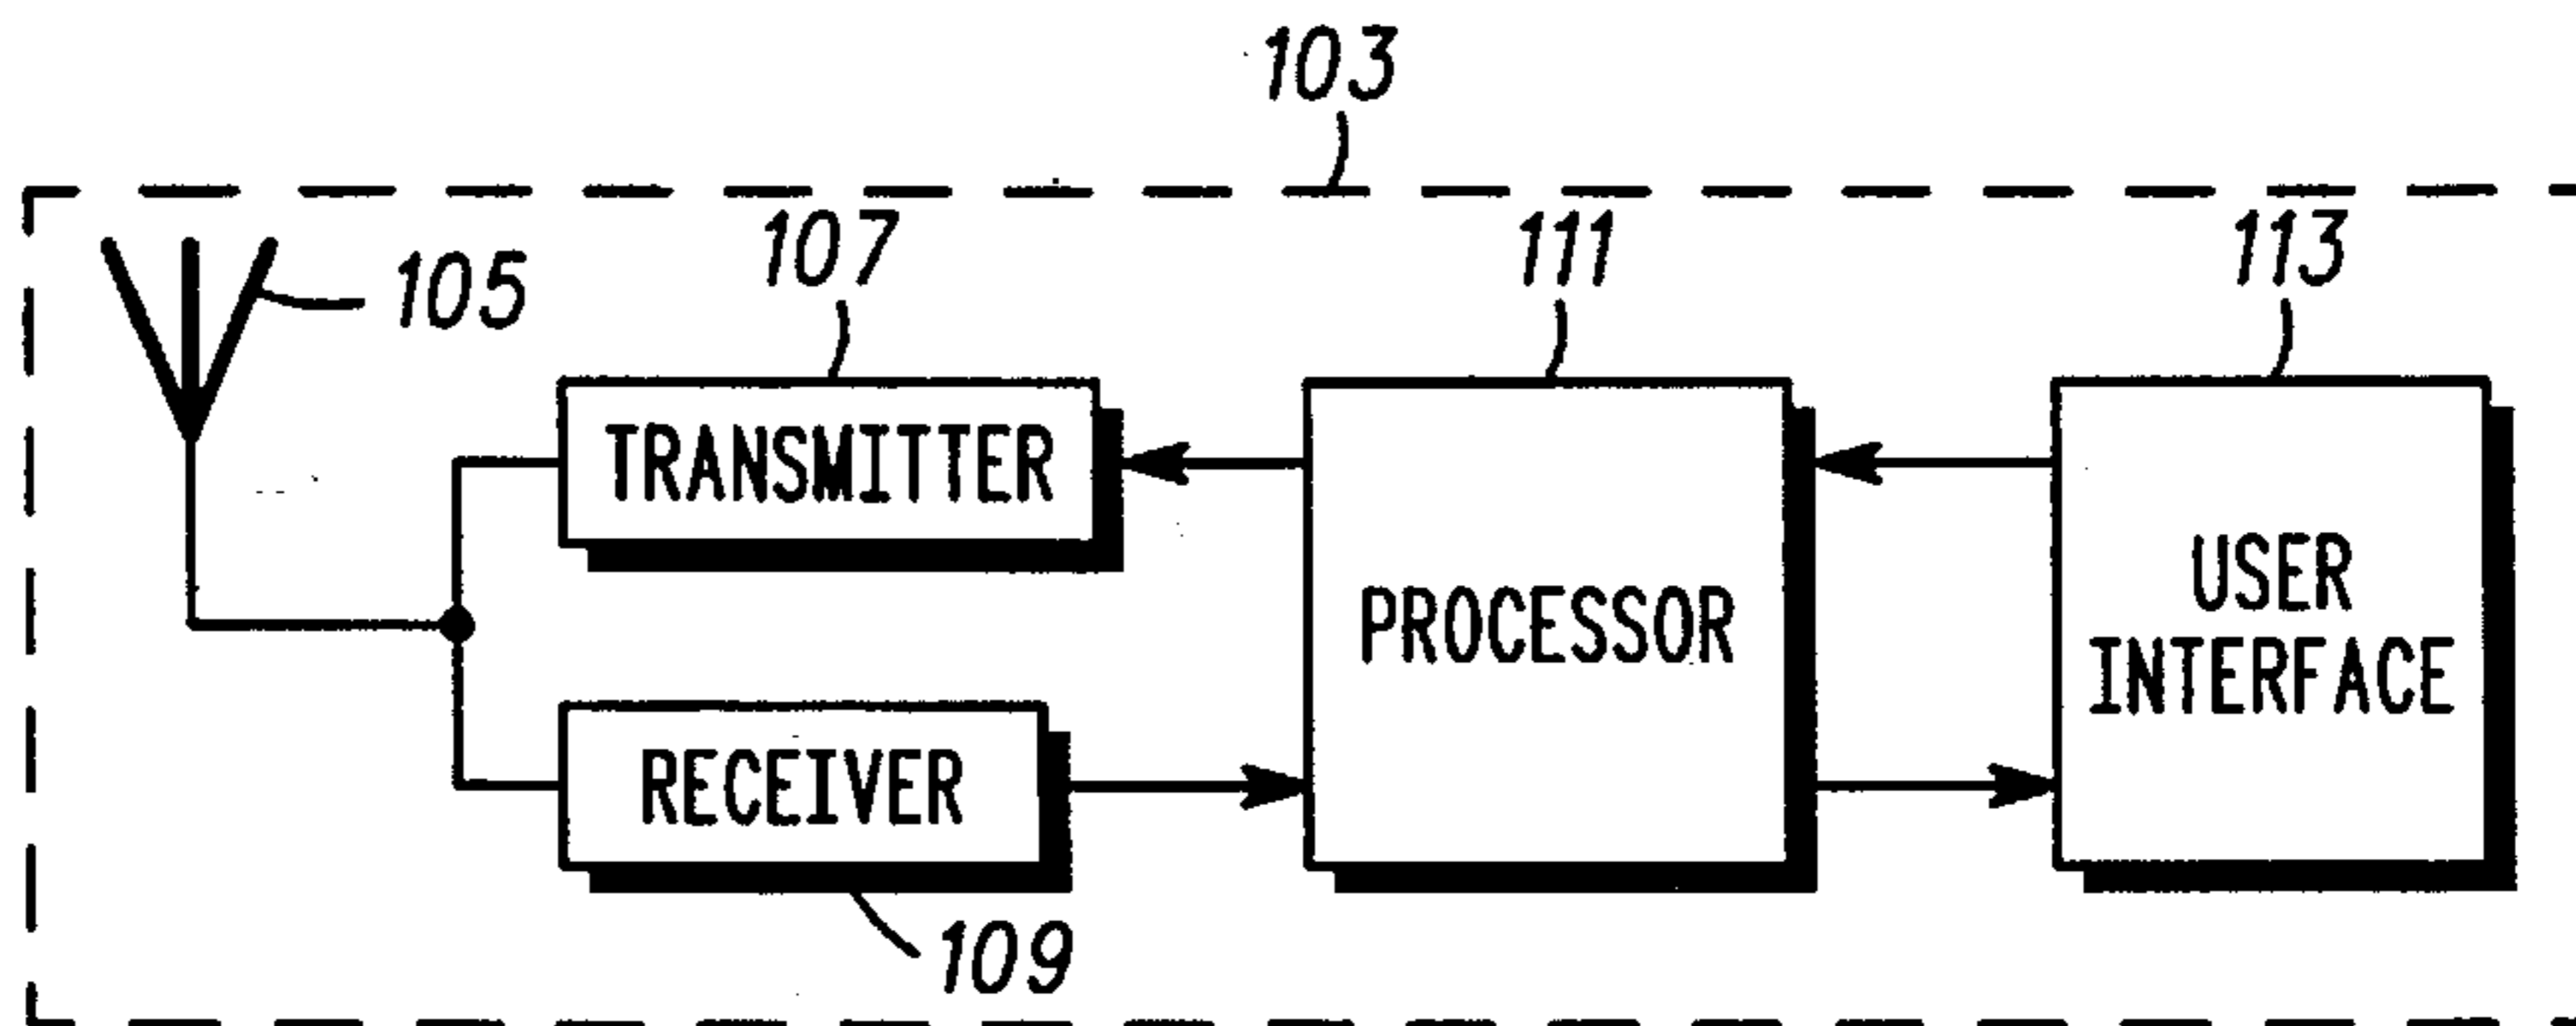 103
105
107
111
113
TRANSMITTER
PROCESSOR
USER
INTERFACE
RECEIVER
109